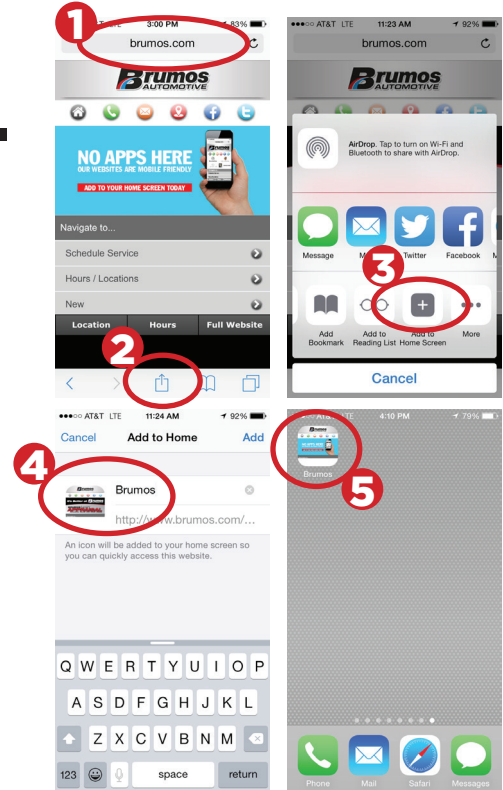 1
LTE 3:00 PM 83%
brumos.com
Brumos
AUTOMOTIVE
NO APPS HERE
OUR WEBSITES ARE MOBILE FRIENDLY
ADD TO YOUR HOME SCREEN TODAY
Navigate to...
Schedule Service
Hours / Locations
New
Location Hours Full Website
2
AT&T LTE 11:23 AM 92%
brumos.com
Brumos
AUTOMOTIVE
AirDrop. Tap to turn on Wi-Fi and
Bluetooth to share with AirDrop.
Message Twitter Facebook
3
Add Add to Add to More
Bookmark Reading List Home Screen
Cancel
AT&T LTE 11:24 AM 92%
Cancel Add to Home Add
4
Brumos
http://www.brumos.com/...
An icon will be added to your home screen so
you can quickly access this website.
Q W E R T Y U I O P
A S D F G H J K L
Z X C V B N M
123 space return
AT&T LTE 4:10 PM 79%
Brumos
5
Phone Mail Safari Messages